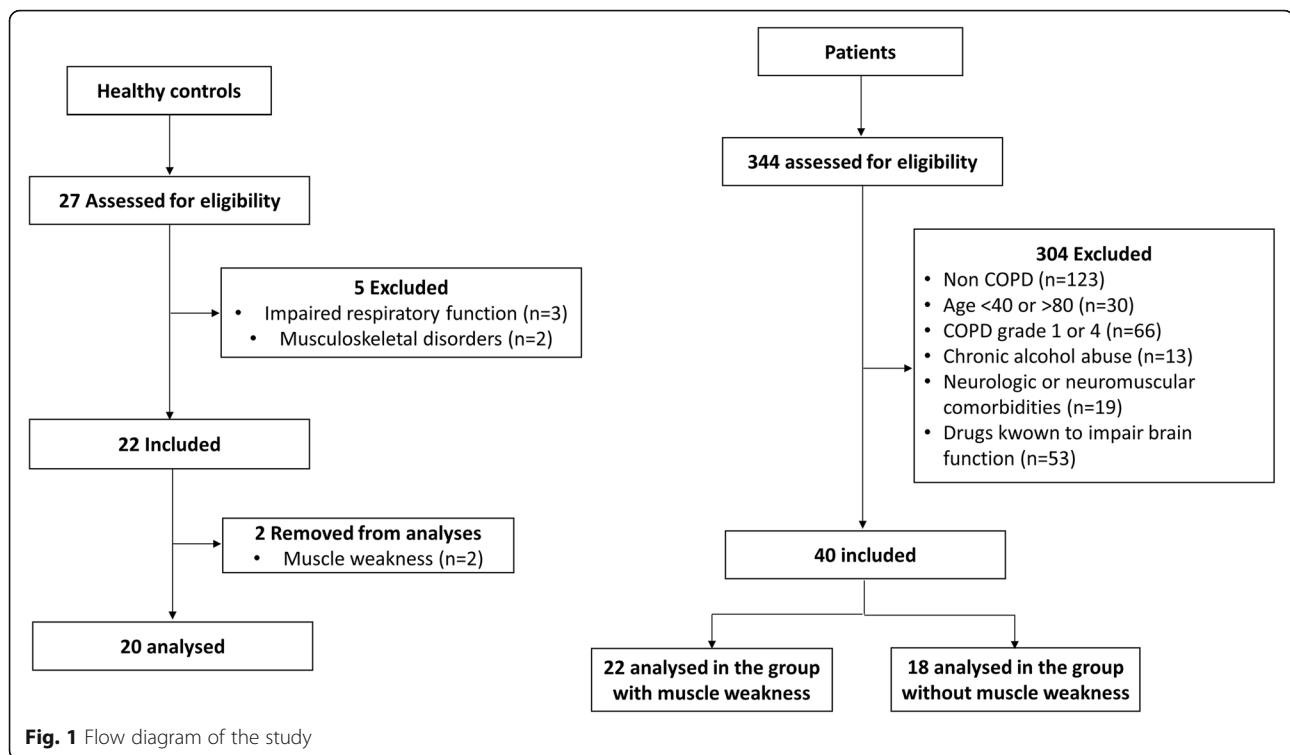 Healthy controls
27 Assessed for eligibility
5 Excluded
• Impaired respiratory function (n=3)
• Musculoskeletal disorders (n=2)
22 Included
2 Removed from analyses
• Muscle weakness (n=2)
20 analysed
Patients
344 assessed for eligibility
304 Excluded
• Non COPD (n=123)
• Age <40 or >80 (n=30)
• COPD grade 1 or 4 (n=66)
• Chronic alcohol abuse (n=13)
• Neurologic or neuromuscular
comorbidities (n=19)
• Drugs kwown to impair brain
function (n=53)
40 included
22 analysed in the group
with muscle weakness
18 analysed in the group
without muscle weakness
Fig. 1 Flow diagram of the study